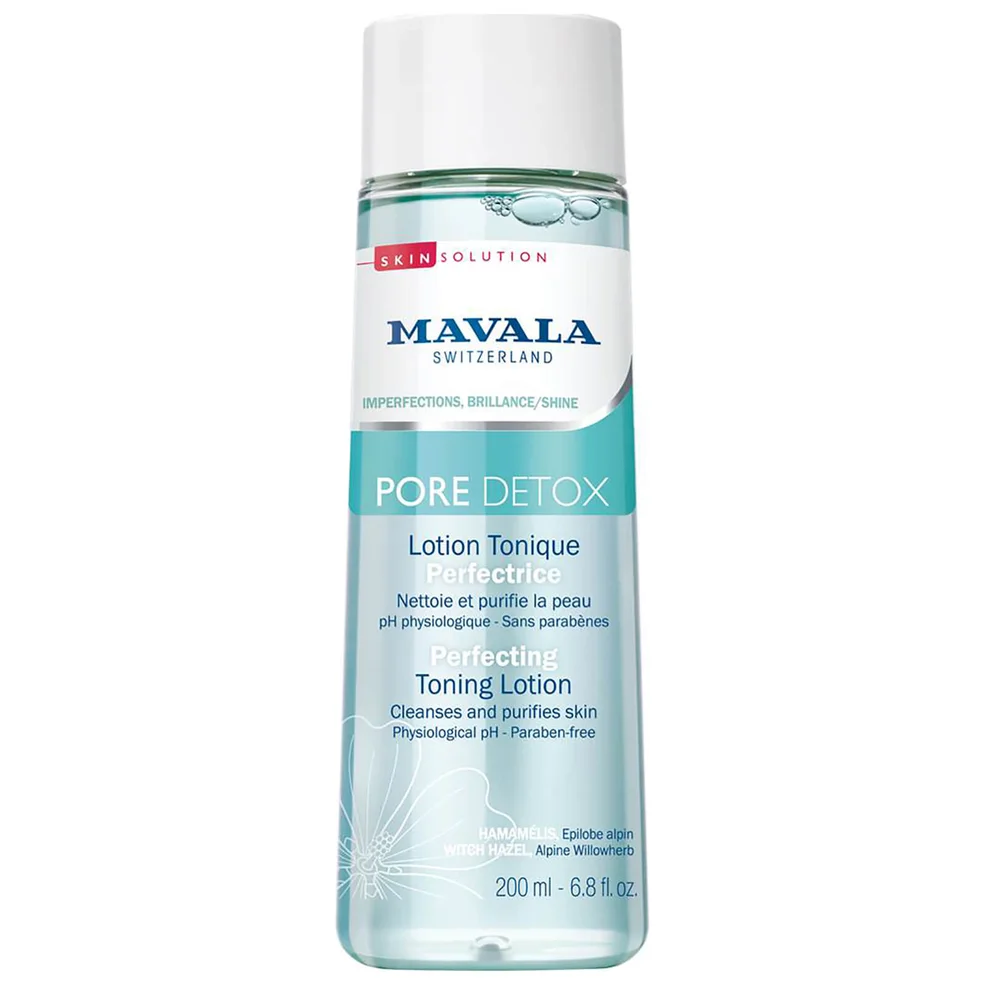 SKIN SOLUTION
MAVALA
SWITZERLAND
IMPERFECTIONS, BRILLANCE/SHINE
PORE DETOX
Lotion Tonique
Perfectrice
Nettoie et purifie la peau
pH physiologique - Sans parabènes
Perfecting
Toning Lotion
Cleanses and purifies skin
Physiological pH - Paraben-free
HAMAMÉLIS, Epilobe alpin
WITCH HAZEL, Alpine Willowherb
200 ml - 6.8 fl. oz.